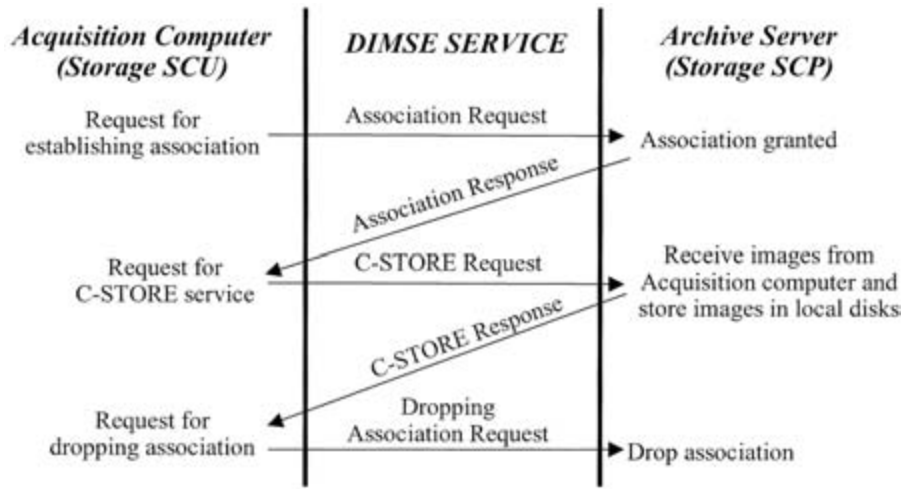 Acquisition Computer
(Storage SCU)
DIMSE SERVICE
Archive Server
(Storage SCP)
Request for
establishing association
Association Request
Association granted
Association Response
Request for
C-STORE service
C-STORE Request
Receive images from
Acquisition computer and
store images in local disks
C-STORE Response
Request for
dropping association
Dropping
Association Request
Drop association